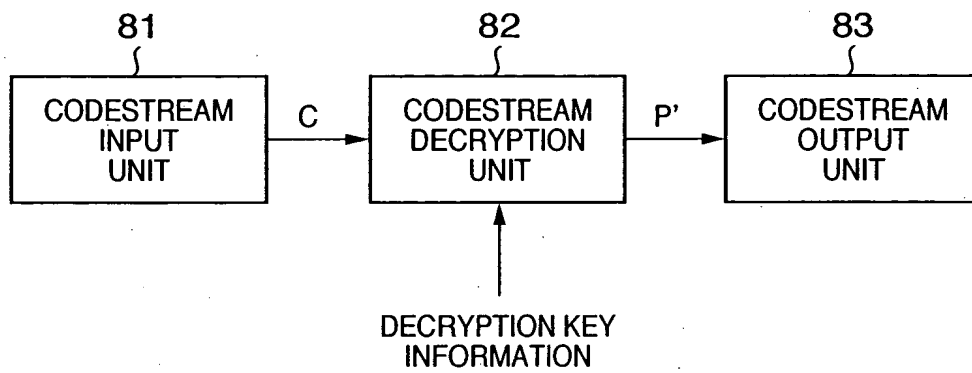 81
82
83
CODESTREAM
INPUT
UNIT
C
CODESTREAM
DECRYPTION
UNIT
P'
CODESTREAM
OUTPUT
UNIT
DECRYPTION KEY
INFORMATION